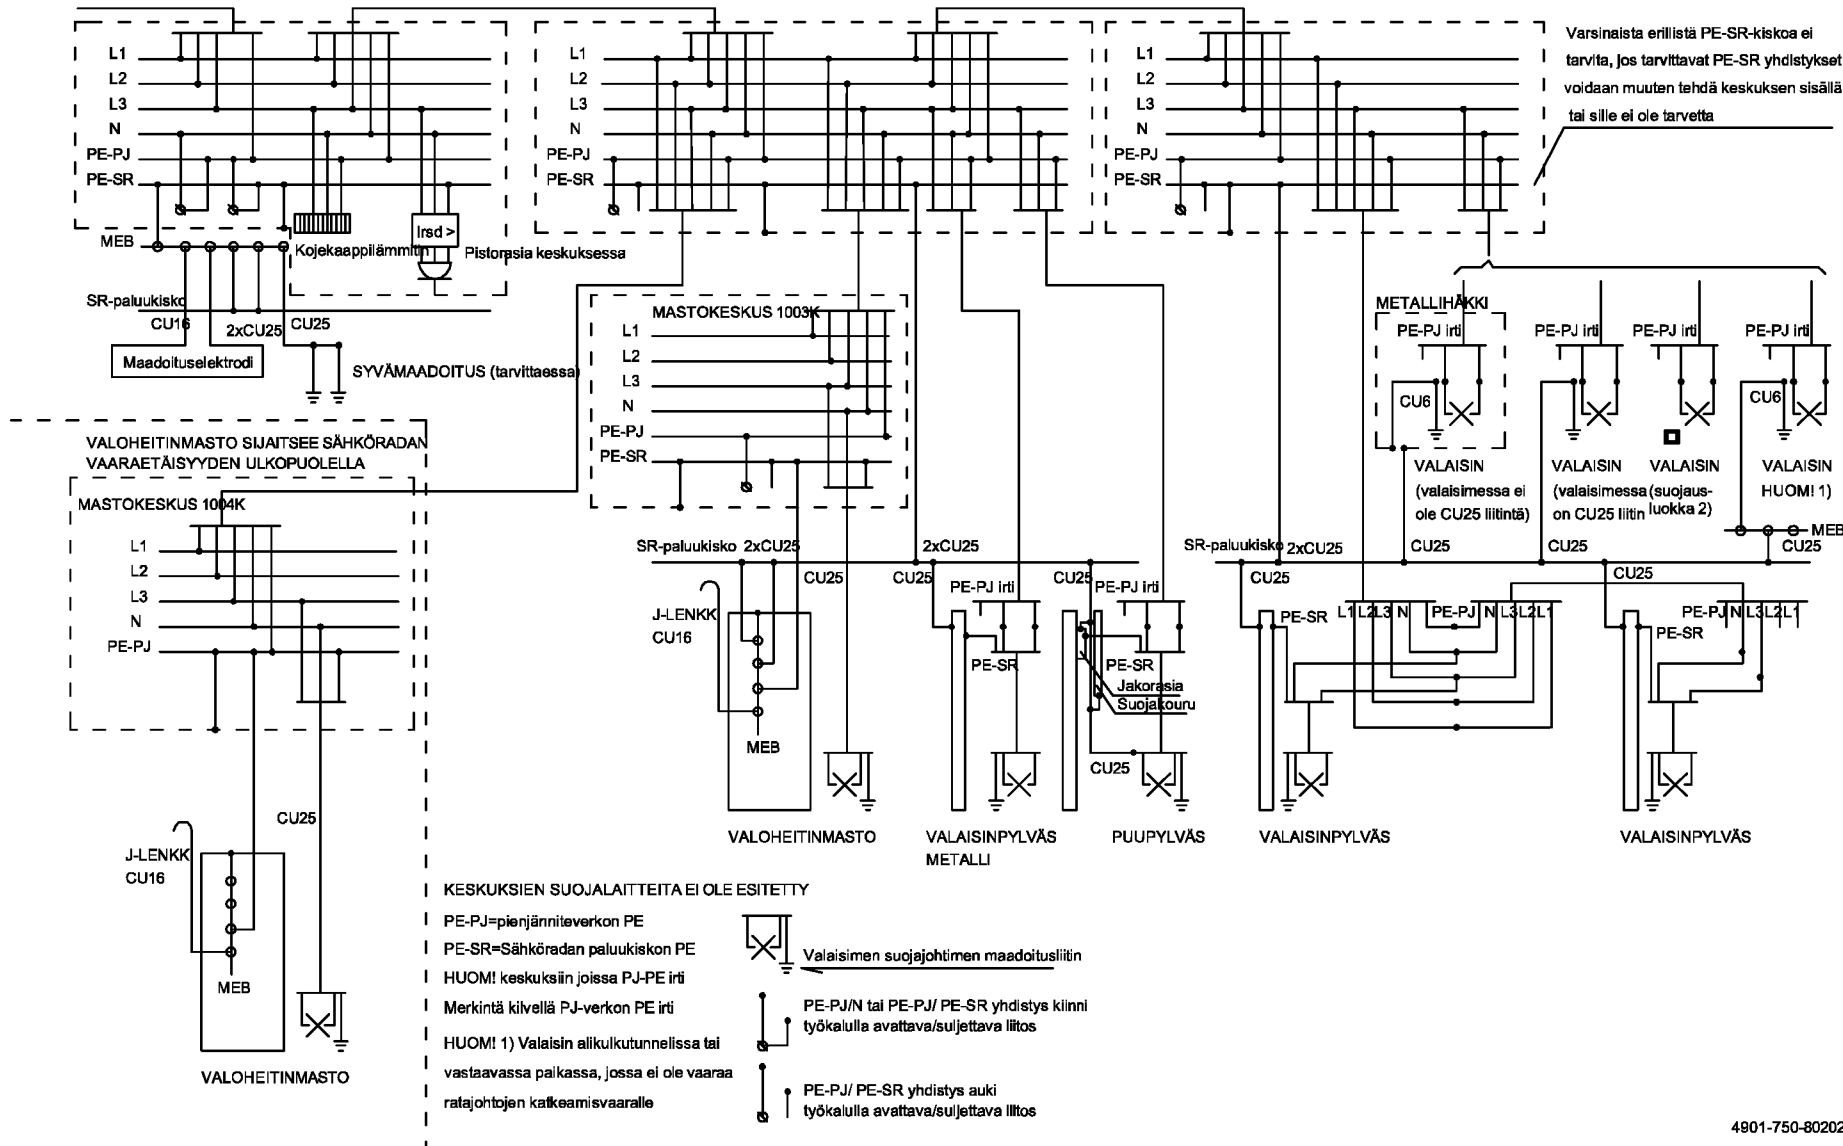 L1
L2
L3
N
PE-PJ
PE-SR
MEB
Kojekaappilämmitin
Irsd >
Pistorasia keskuksessa
SR-paluukisko
CU16
2xCU25
CU25
Maadoituselektrodi
SYVÄMAADOITUS (tarvittaessa)
L1
L2
L3
N
PE-PJ
PE-SR
L1
L2
L3
N
PE-PJ
PE-SR
Varsinaista erillistä PE-SR-kiskoa ei
tarvita, jos tarvittavat PE-SR yhdistykset
voidaan muuten tehdä keskuksen sisällä
tai sille ei ole tarvetta
MASTOKESKUS 1003K
L1
L2
L3
N
PE-PJ
PE-SR
METALLIHÄKKI
PE-PJ irti
PE-PJ irti
PE-PJ irti
PE-PJ irti
CU6
CU6
VALAISIN
(valaisimessa ei
ole CU25 liitintä)
VALAISIN
(valaisimessa
on CU25 liitin
VALAISIN
(suojaus-
luokka 2)
VALAISIN
HUOM! 1)
MEB
CU25
CU25
CU25
VALOHEITINMASTO SIJAITSEE SÄHKÖRADAN
VAARAETÄISYYDEN ULKOPUOLELLA
MASTOKESKUS 1004K
L1
L2
L3
N
PE-PJ
CU25
J-LENKK
CU16
MEB
VALOHEITINMASTO
SR-paluukisko
2xCU25
2xCU25
CU25
CU25
CU25
J-LENKK
CU16
MEB
PE-PJ irti
PE-SR
PE-PJ irti
PE-SR
Jakorasia
Suojakouru
CU25
VALOHEITINMASTO
VALAISINPYLVÄS
METALLI
PUUPYLVÄS
SR-paluukisko
2xCU25
CU25
CU25
PE-SR
L1 L2 L3 N PE-PJ N L3 L2 L1
PE-PJ N L3 L2 L1
PE-SR
VALAISINPYLVÄS
VALAISINPYLVÄS
KESKUKSIEN SUOJALAITTEITA EI OLE ESITETTY
PE-PJ=pienjänniteverkon PE
PE-SR=Sähköradan paluukiskon PE
HUOM! keskuksiin joissa PJ-PE irti
Merkintä kilvellä PJ-verkon PE irti
HUOM! 1) Valaisin alikulkutunnelissa tai
vastaavassa paikassa, jossa ei ole vaaraa
ratajohtojen katkeamisvaaralle
Valaisimen suojajohtimen maadoitusliitin
PE-PJ/N tai PE-PJ/ PE-SR yhdistys kiinni
työkalulla avattava/suljettava liitos
PE-PJ/ PE-SR yhdistys auki
työkalulla avattava/suljettava liitos
4901-750-80202